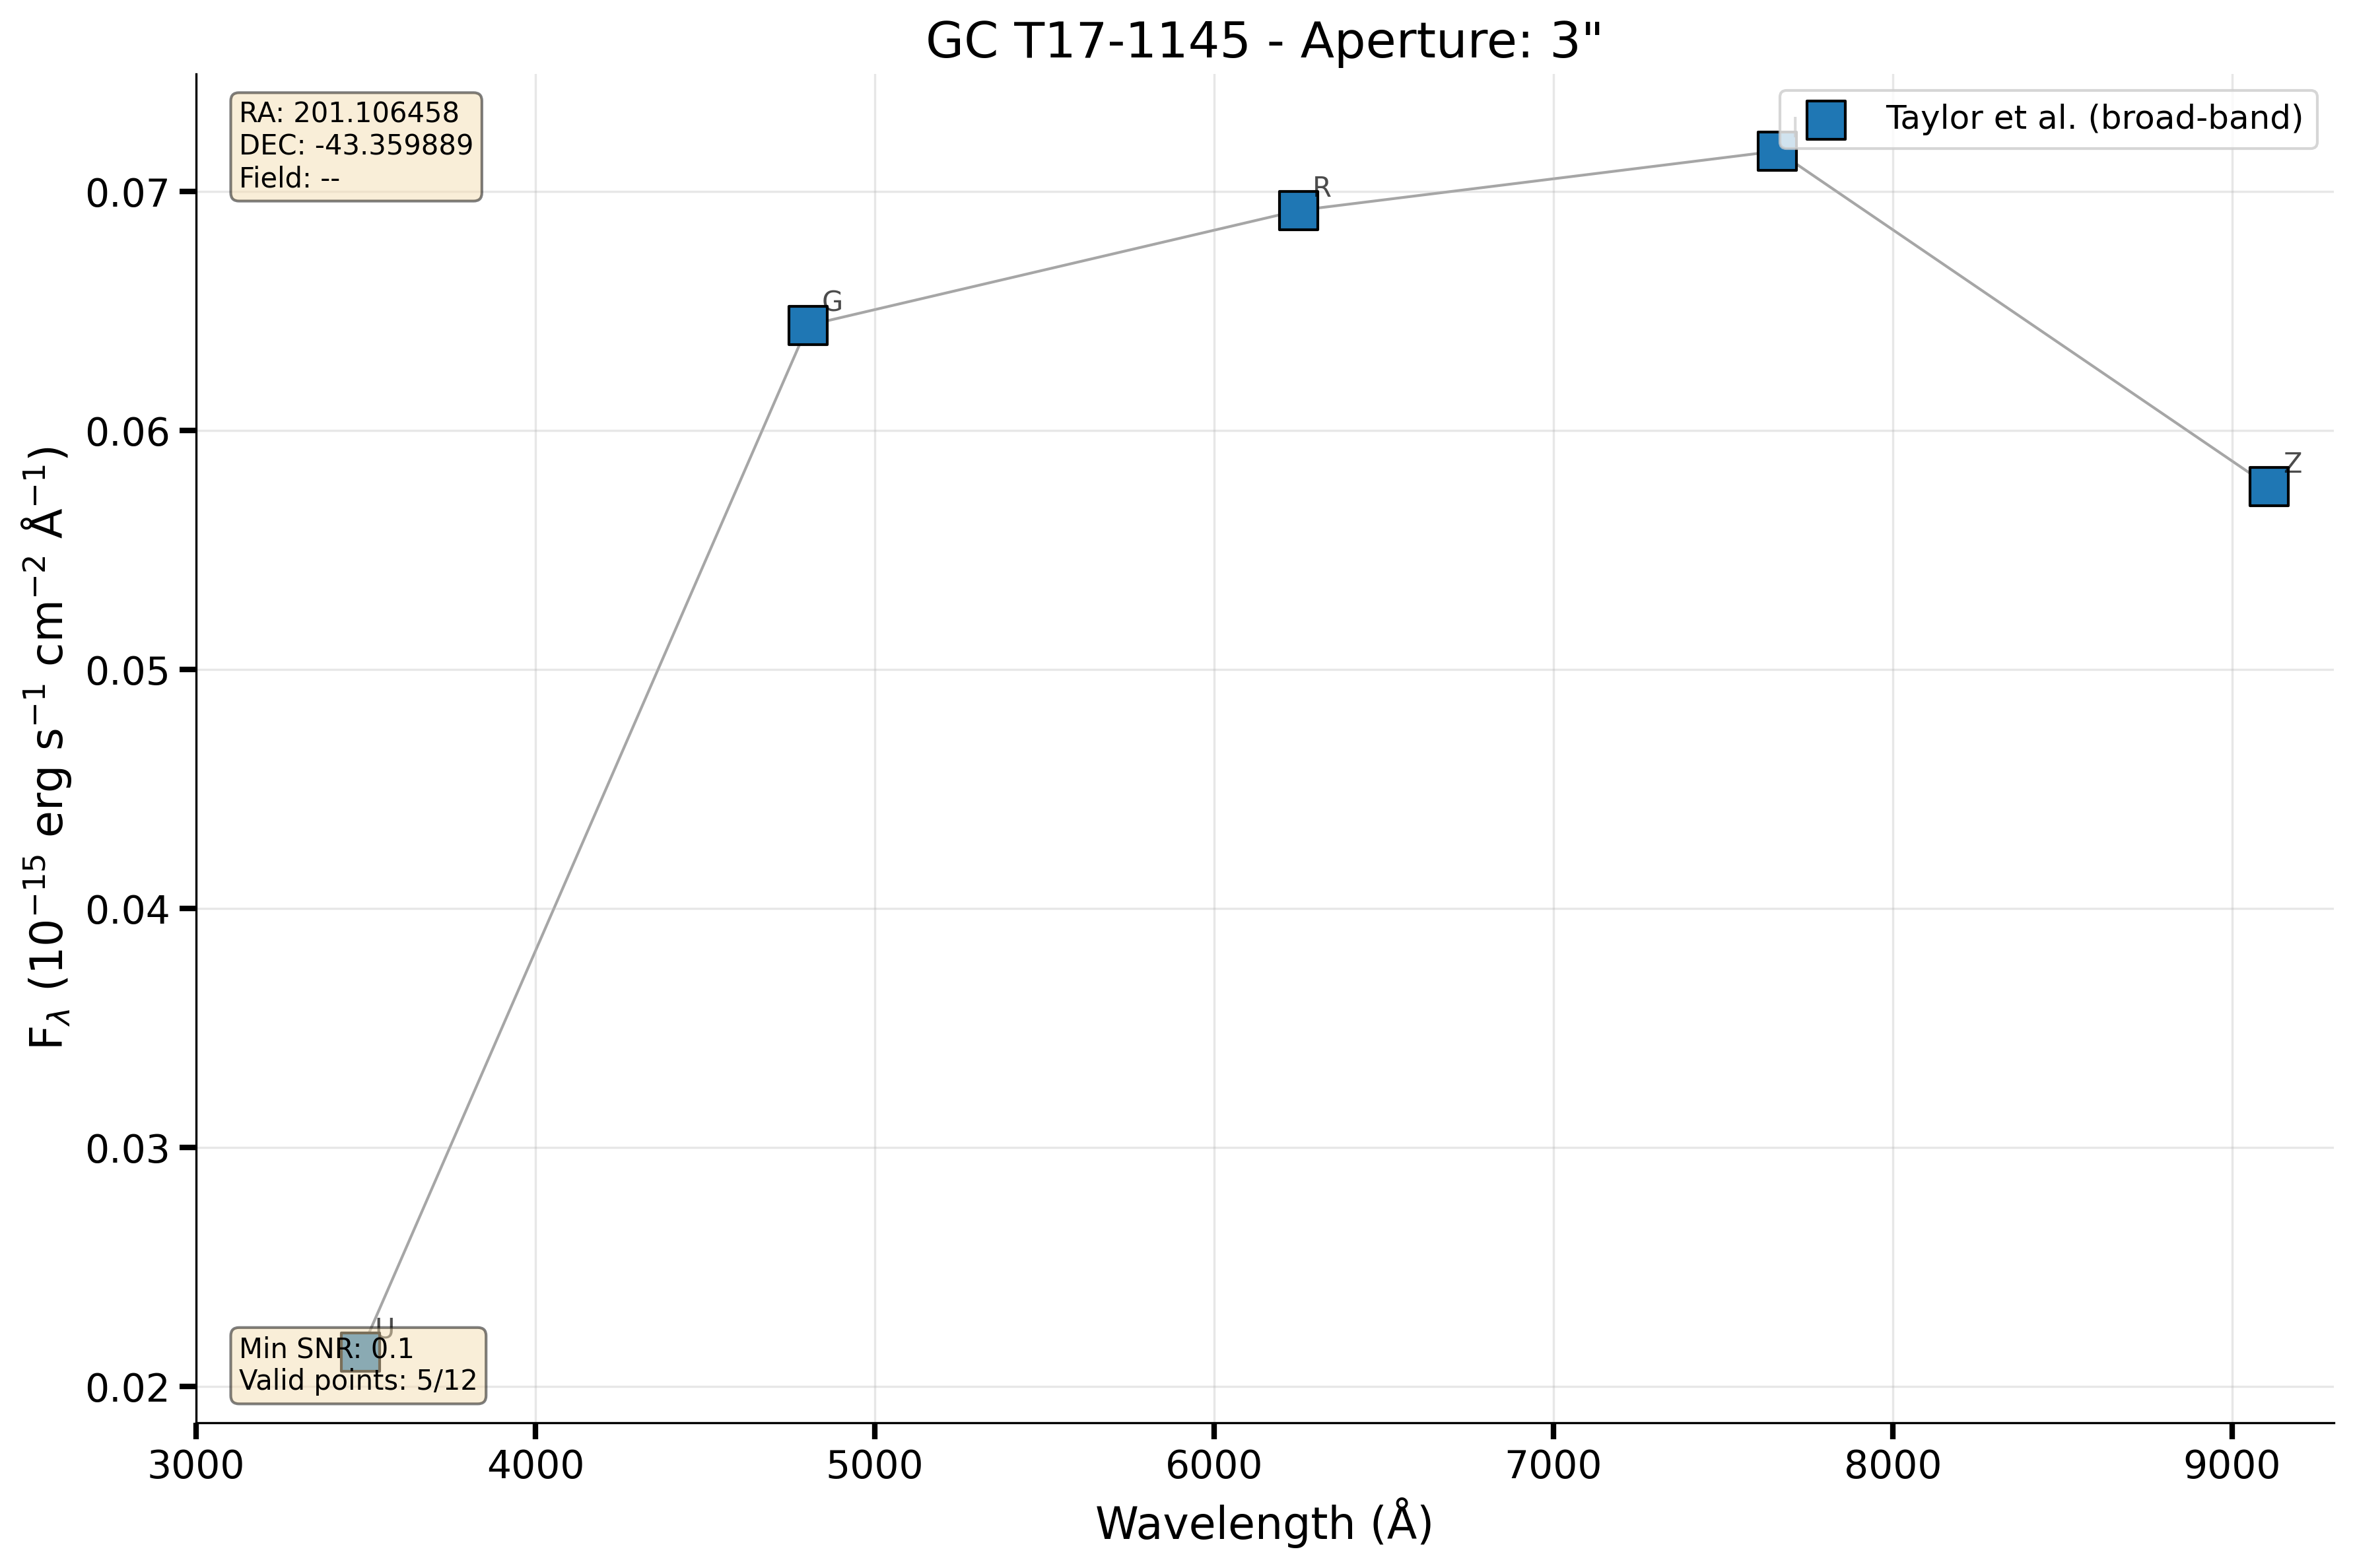 GC T17-1145 - Aperture: 3"
RA: 201.106458
DEC: -43.359889
Field: --
Taylor et al. (broad-band)
I
R
G
Z
U
Min SNR: 0.1
Valid points: 5/12
0.07
0.06
0.05
0.04
0.03
0.02
F_λ (10⁻¹⁵ erg s⁻¹ cm⁻² Å⁻¹)
3000 4000 5000 6000 7000 8000 9000
Wavelength (Å)